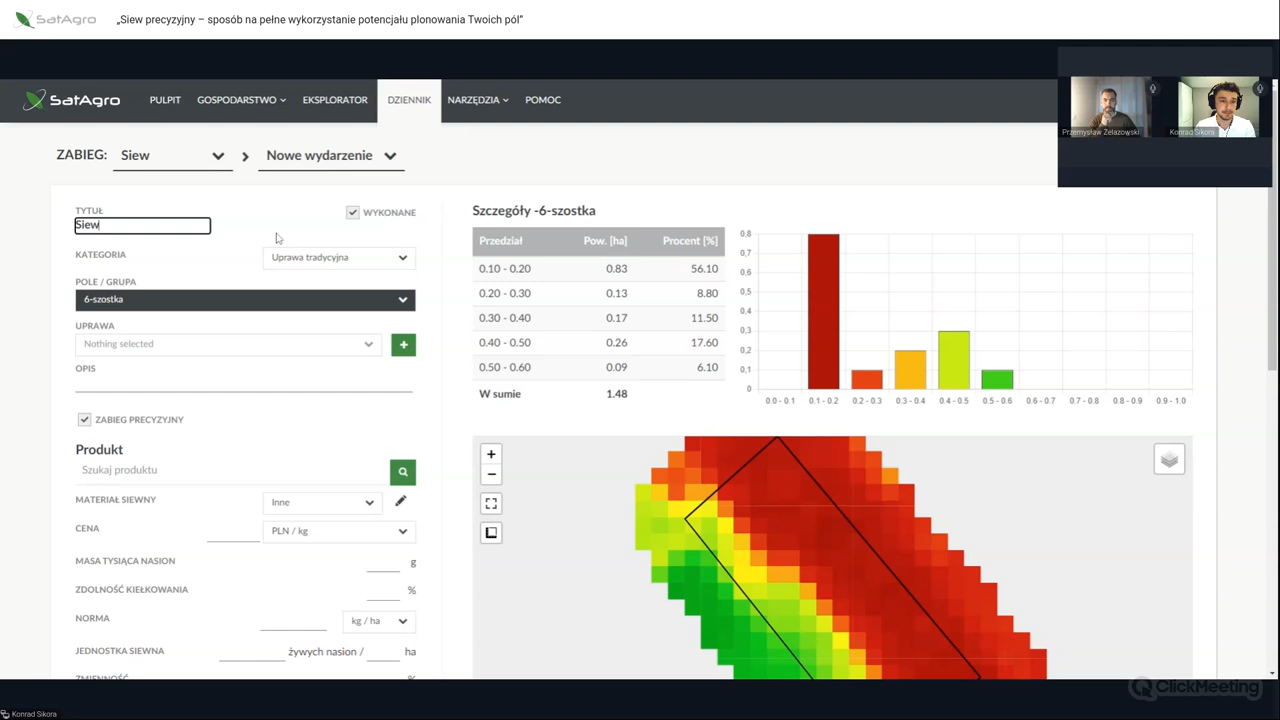 SatAgro „Siew precyzyjny – sposób na pełne wykorzystanie potencjału plonowania Twoich pól”
SatAgro PULPIT GOSPODARSTWO EKSPLORATOR DZIENNIK NARZĘDZIA POMOC
Przemysław Żelazowski Konrad Sikora
ZABIEG: Siew Nowe wydarzenie
TYTUŁ
WYKONANE
Siew
KATEGORIA Uprawa tradycyjna
POLE / GRUPA
6-szostka
UPRAWA
Nothing selected +
OPIS
ZABIEG PRECYZYJNY
Produkt
Szukaj produktu
MATERIAŁ SIEWNY Inne
CENA PLN / kg
MASA TYSIĄCA NASION g
ZDOLNOŚĆ KIEŁKOWANIA %
NORMA kg / ha
JEDNOSTKA SIEWNA żywych nasion / ha
ZMIENNOŚĆ %
Szczegóły -6-szostka
Przedział Pow. [ha] Procent [%]
0.10 - 0.20 0.83 56.10
0.20 - 0.30 0.13 8.80
0.30 - 0.40 0.17 11.50
0.40 - 0.50 0.26 17.60
0.50 - 0.60 0.09 6.10
W sumie 1.48
0,8
0,7
0,6
0,5
0,4
0,3
0,2
0,1
0
0.0 - 0.1 0.1 - 0.2 0.2 - 0.3 0.3 - 0.4 0.4 - 0.5 0.5 - 0.6 0.6 - 0.7 0.7 - 0.8 0.8 - 0.9 0.9 - 1.0
+
−
ClickMeeting
Konrad Sikora